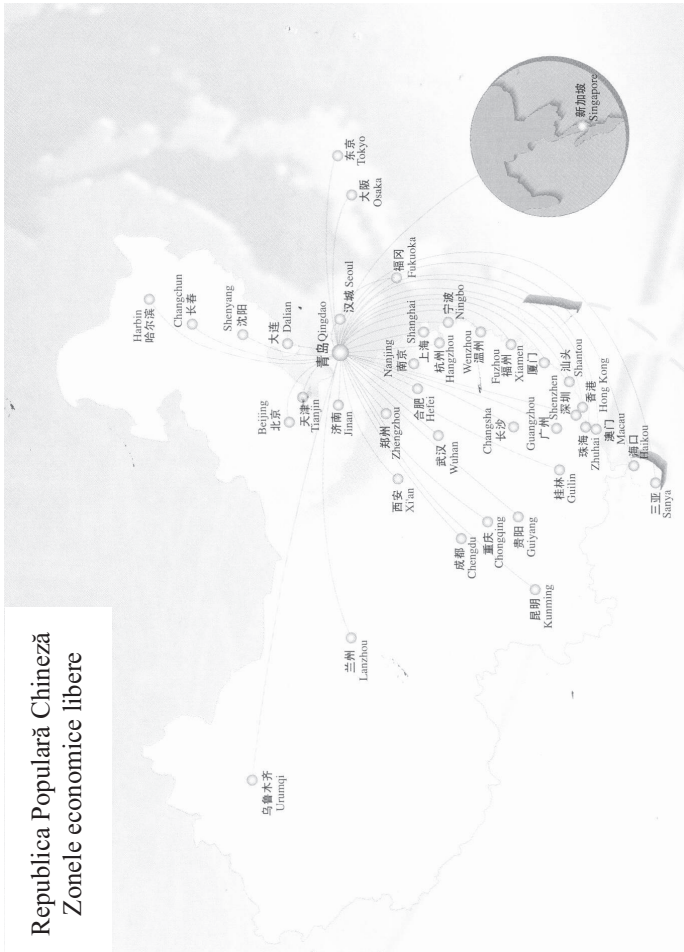 Republica Populară Chineză
Zonele economice libere
Harbin
哈尔滨
Changchun
长春
Shenyang
沈阳
大连
Dalian
Beijing
北京
天津
Tianjin
青岛 Qingdao
汉城 Seoul
东京
Tokyo
大阪
Osaka
福冈
Fukuoka
新加坡
Singapore
济南
Jinan
乌鲁木齐
Urumqi
兰州
Lanzhou
郑州
Zhengzhou
西安
Xi'an
Nanjing
南京
合肥
Hefei
Shanghai
上海
杭州
Hangzhou
宁波
Ningbo
武汉
Wuhan
Wenzhou
温州
Changsha
长沙
Fuzhou
福州
Xiamen
厦门
成都
Chengdu
重庆
Chongqing
贵阳
Guiyang
昆明
Kunming
Guangzhou
广州
Shenzhen
深圳
汕头
Shantou
香港
Hong Kong
桂林
Guilin
珠海
Zhuhai
澳门
Macau
海口
Haikou
三亚
Sanya